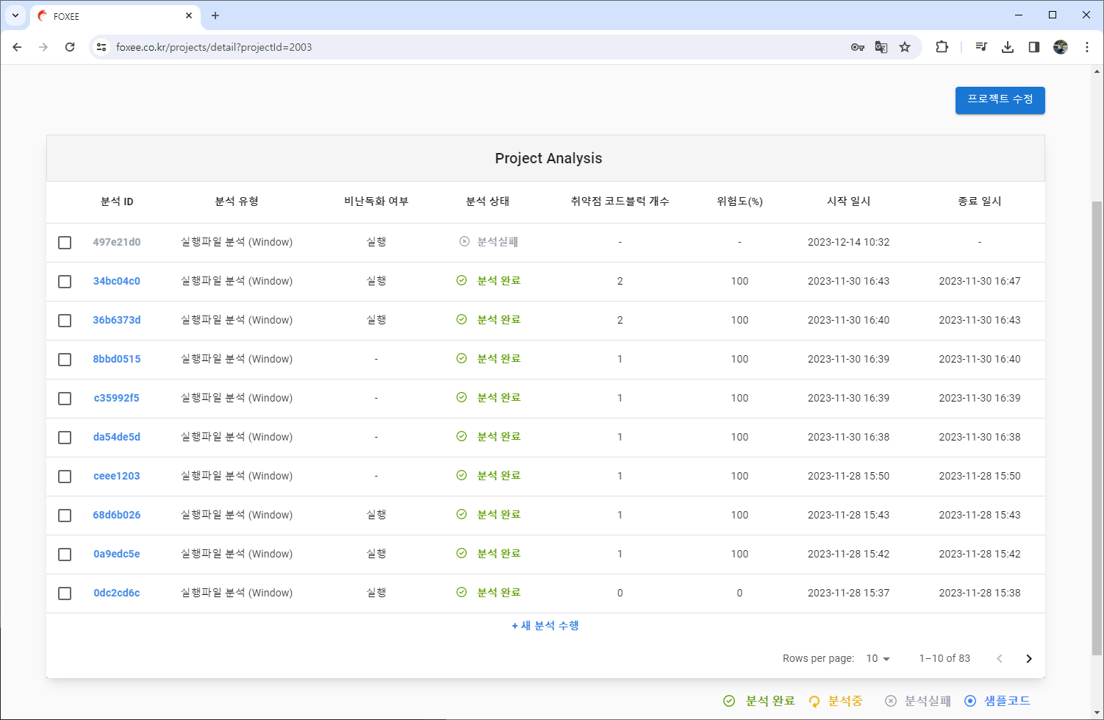 FOXEE
foxee.co.kr/projects/detail?projectId=2003
프로젝트 수정
Project Analysis
분석 ID 분석 유형 비난독화 여부 분석 상태 취약점 코드블럭 개수 위험도(%) 시작 일시 종료 일시
497e21d0 실행파일 분석 (Window) 실행 분석실패 - - 2023-12-14 10:32 -
34bc04c0 실행파일 분석 (Window) 실행 분석 완료 2 100 2023-11-30 16:43 2023-11-30 16:47
36b6373d 실행파일 분석 (Window) 실행 분석 완료 2 100 2023-11-30 16:40 2023-11-30 16:43
8bbd0515 실행파일 분석 (Window) - 분석 완료 1 100 2023-11-30 16:39 2023-11-30 16:40
c35992f5 실행파일 분석 (Window) - 분석 완료 1 100 2023-11-30 16:39 2023-11-30 16:39
da54de5d 실행파일 분석 (Window) - 분석 완료 1 100 2023-11-30 16:38 2023-11-30 16:38
ceee1203 실행파일 분석 (Window) - 분석 완료 1 100 2023-11-28 15:50 2023-11-28 15:50
68d6b026 실행파일 분석 (Window) 실행 분석 완료 1 100 2023-11-28 15:43 2023-11-28 15:43
0a9edc5e 실행파일 분석 (Window) 실행 분석 완료 1 100 2023-11-28 15:42 2023-11-28 15:42
0dc2cd6c 실행파일 분석 (Window) 실행 분석 완료 0 0 2023-11-28 15:37 2023-11-28 15:38
+ 새 분석 수행
Rows per page: 10 1–10 of 83
분석 완료 분석중 분석실패 샘플코드